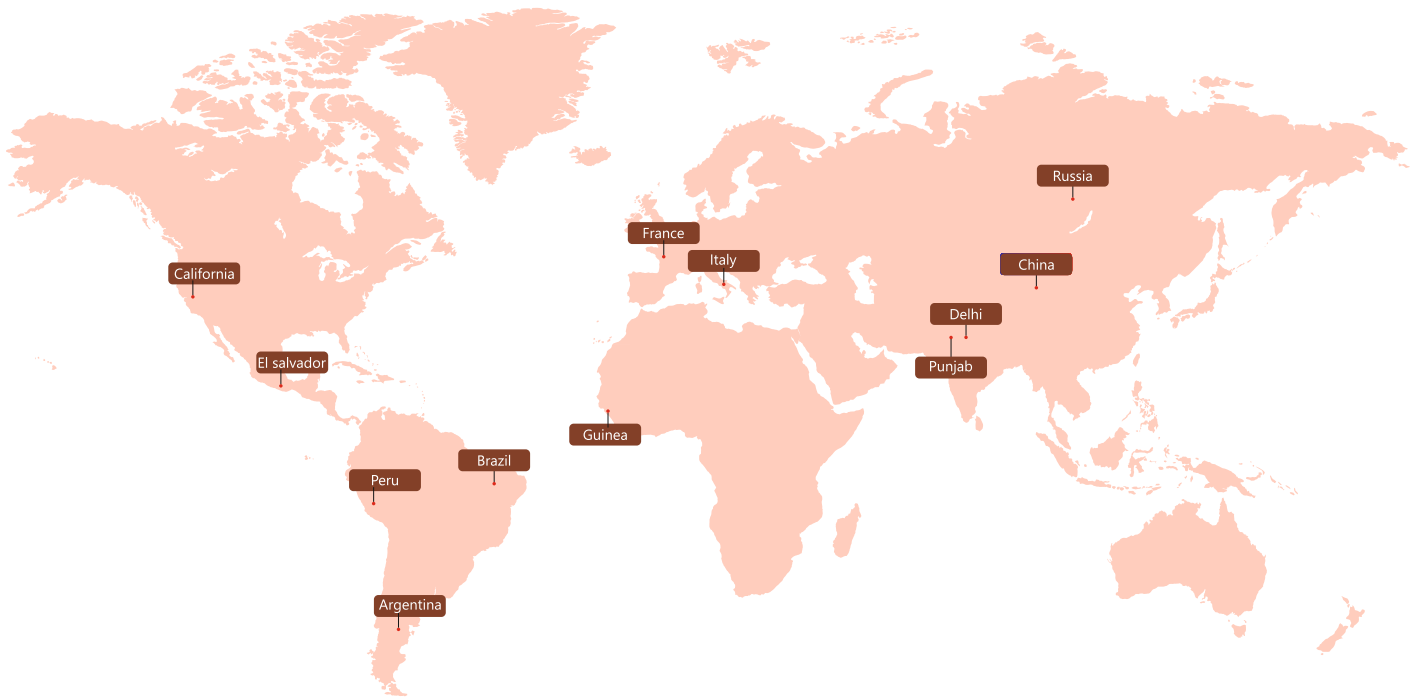 Russia
France
Italy
China
California
Delhi
El salvador
Punjab
Guinea
Brazil
Peru
Argentina